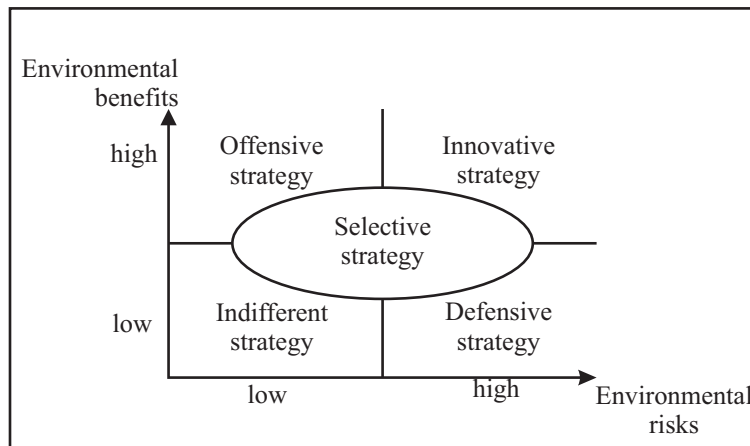 Environmental
benefits
high
Offensive
strategy
Innovative
strategy
Selective
strategy
low
Indifferent
strategy
Defensive
strategy
low
high
Environmental
risks